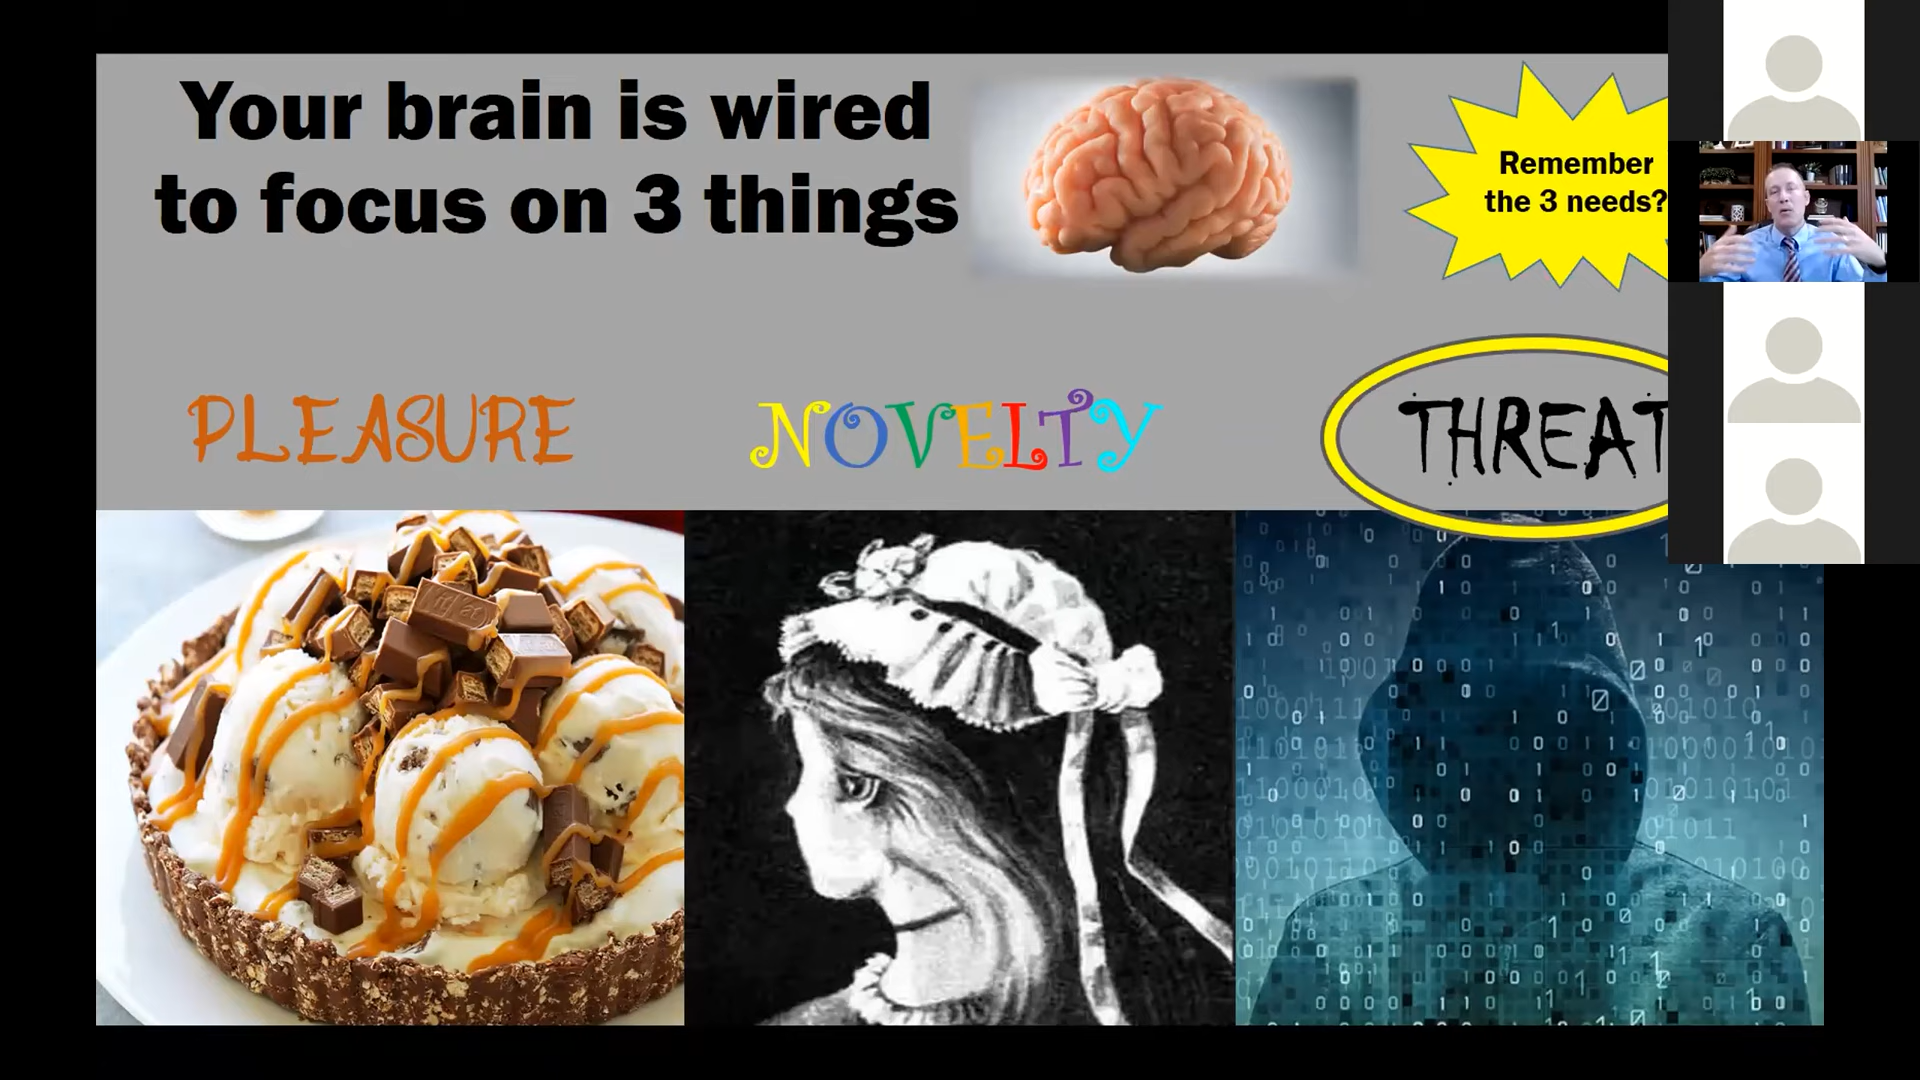 Your brain is wired
to focus on 3 things
Remember
the 3 needs?
PLEASURE
NOVELTY
THREAT